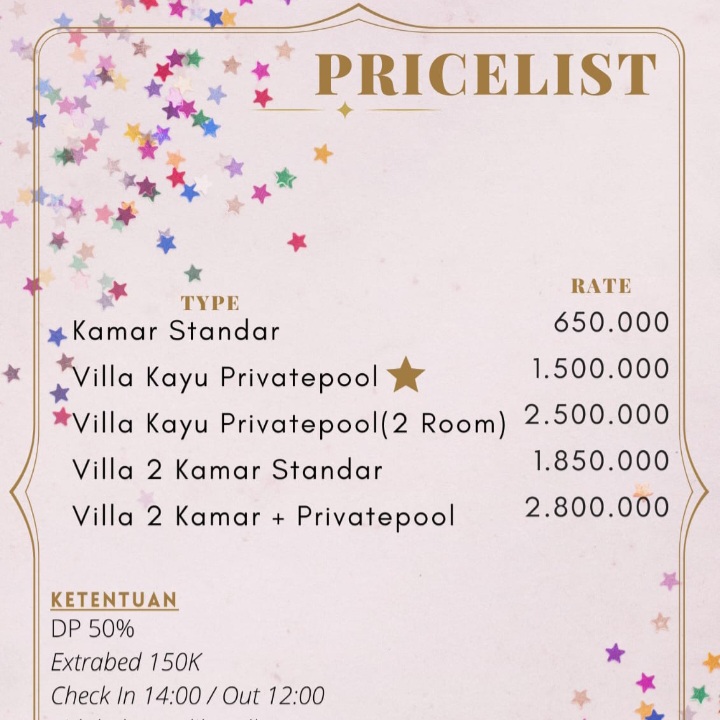 PRICELIST
TYPE RATE
Kamar Standar 650.000
Villa Kayu Privatepool 1.500.000
Villa Kayu Privatepool(2 Room) 2.500.000
Villa 2 Kamar Standar 1.850.000
Villa 2 Kamar + Privatepool 2.800.000
KETENTUAN
DP 50%
Extrabed 150K
Check In 14:00 / Out 12:00